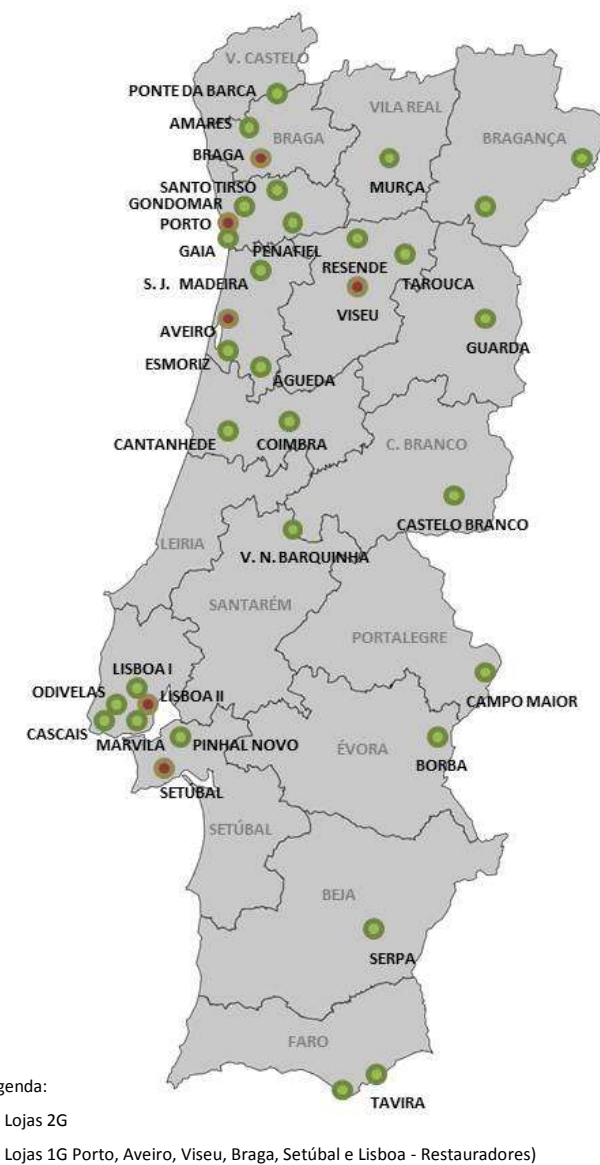 V. CASTELO
PONTE DA BARCA
VILA REAL
AMARES
BRAGA
BRAGANÇA
BRAGA
SANTO TIRSO
MURÇA
GONDOMAR
PORTO
GAIA
PENAFIEL
RESENDE
S. J. MADEIRA
TAROUCA
VISEU
AVEIRO
GUARDA
ESMORIZ
ÁGUEDA
CANTANHEDE
COIMBRA
C. BRANCO
CASTELO BRANCO
LEIRIA
V. N. BARQUINHA
SANTARÉM
PORTALEGRE
LISBOA I
ODIVELAS
LISBOA II
CAMPO MAIOR
CASCAIS
MARVILA
PINHAL NOVO
ÉVORA
BORBA
SETÚBAL
SETÚBAL
BEJA
SERPA
FARO
TAVIRA
genda:
Lojas 2G
Lojas 1G Porto, Aveiro, Viseu, Braga, Setúbal e Lisboa - Restauradores)